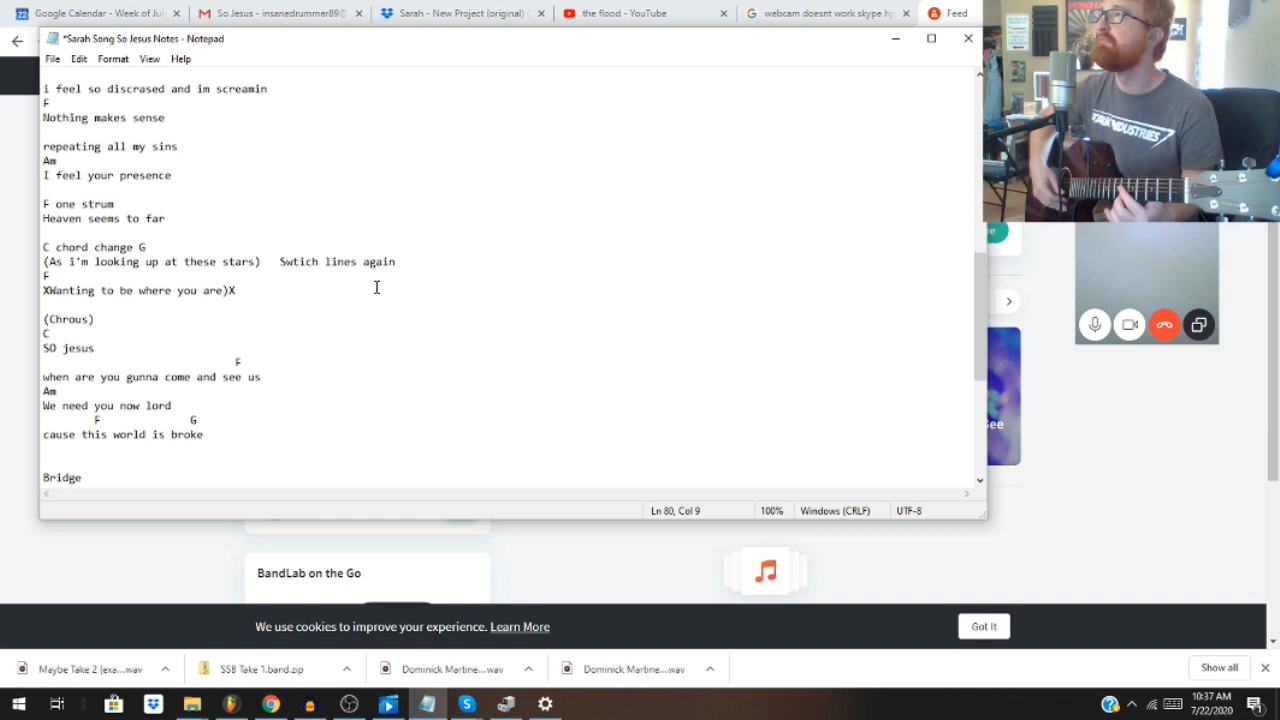 Google Calendar - Week of Jul
So Jesus - insanedrummer89@
Sarah - New Project (original)
the flood - YouTube
webcam doesnt work skype hp
Feed
*Sarah Song So Jesus Notes - Notepad
File Edit Format View Help
i feel so discrased and im screamin
F
Nothing makes sense
repeating all my sins
Am
I feel your presence
F one strum
Heaven seems to far
C chord change G
(As i'm looking up at these stars) Swtich lines again
F
XWanting to be where you are)X
(Chrous)
C
SO jesus
F
when are you gunna come and see us
Am
We need you now lord
F G
cause this world is broke
Bridge
Ln 80, Col 9 100% Windows (CRLF) UTF-8
STARK INDUSTRIES
re
See
BandLab on the Go
We use cookies to improve your experience. Learn More
Got It
Maybe Take 2 (exa....wav
SSB Take 1.band.zip
Dominick Martine....wav
Dominick Martine....wav
Show all
10:37 AM
7/22/2020